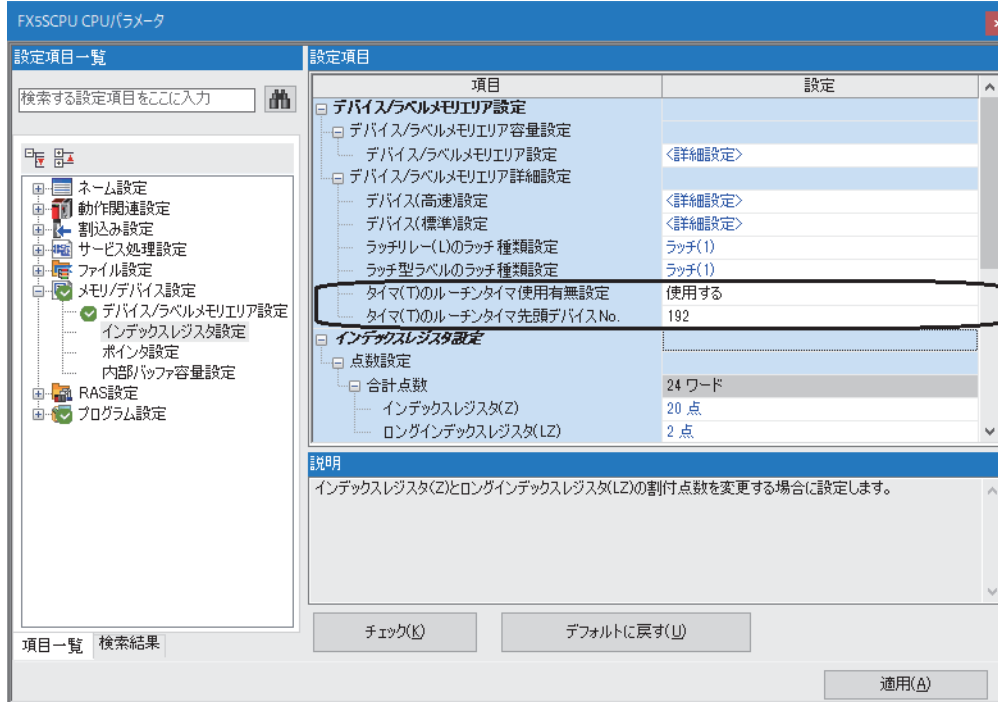 FX5SCPU CPUパラメータ
設定項目一覧
検索する設定項目をここに入力
ネーム設定
動作関連設定
割込み設定
サービス処理設定
ファイル設定
メモリ/デバイス設定
デバイス/ラベルメモリエリア設定
インデックスレジスタ設定
ポインタ設定
内部バッファ容量設定
RAS設定
プログラム設定
項目一覧 検索結果
設定項目
項目 設定
デバイス/ラベルメモリエリア設定
デバイス/ラベルメモリエリア容量設定
デバイス/ラベルメモリエリア設定 <詳細設定>
デバイス/ラベルメモリエリア詳細設定
デバイス(高速)設定 <詳細設定>
デバイス(標準)設定 <詳細設定>
ラッチリレー(L)のラッチ種類設定 ラッチ(1)
ラッチ型ラベルのラッチ種類設定 ラッチ(1)
タイマ(T)のルーチンタイマ使用有無設定 使用する
タイマ(T)のルーチンタイマ先頭デバイスNo. 192
インデックスレジスタ設定
点数設定
合計点数 24 ワード
インデックスレジスタ(Z) 20 点
ロングインデックスレジスタ(LZ) 2 点
説明
インデックスレジスタ(Z)とロングインデックスレジスタ(LZ)の割付点数を変更する場合に設定します。
チェック(K) デフォルトに戻す(U)
適用(A)